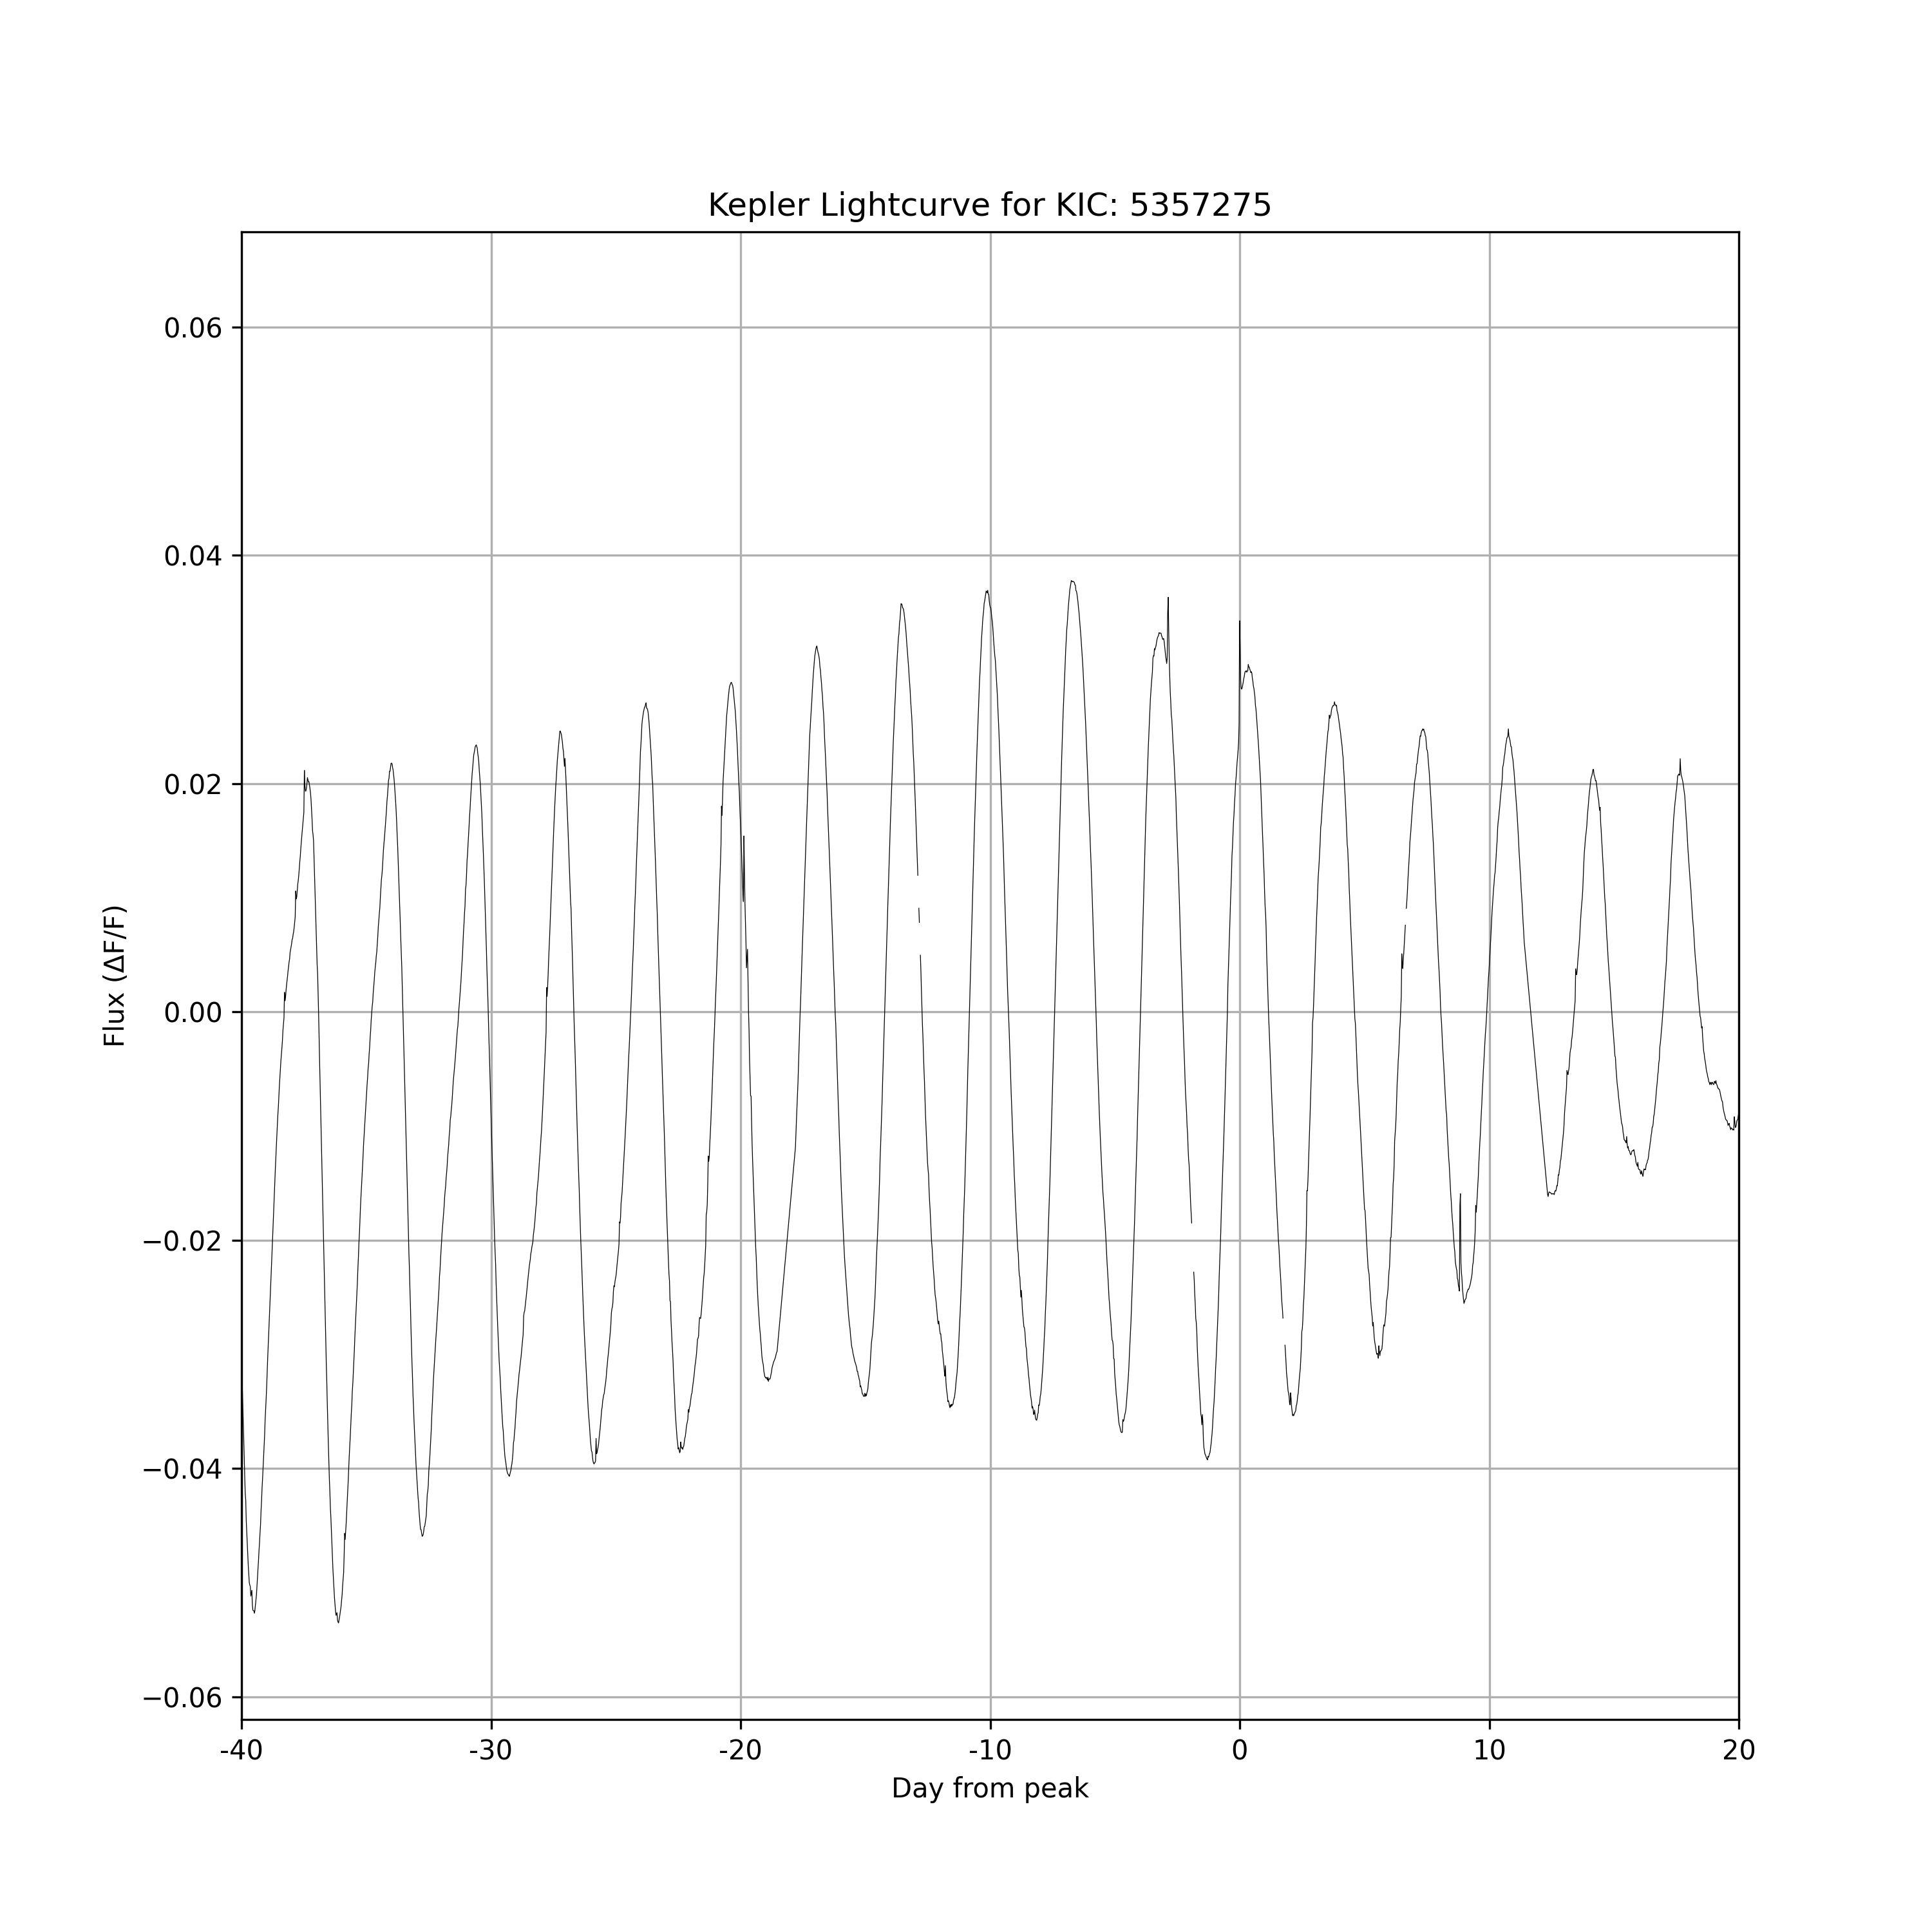 Kepler Lightcurve for KIC: 5357275
0.06
0.04
0.02
0.00
−0.02
−0.04
−0.06
Flux (ΔF/F)
-40 -30 -20 -10 0 10 20
Day from peak